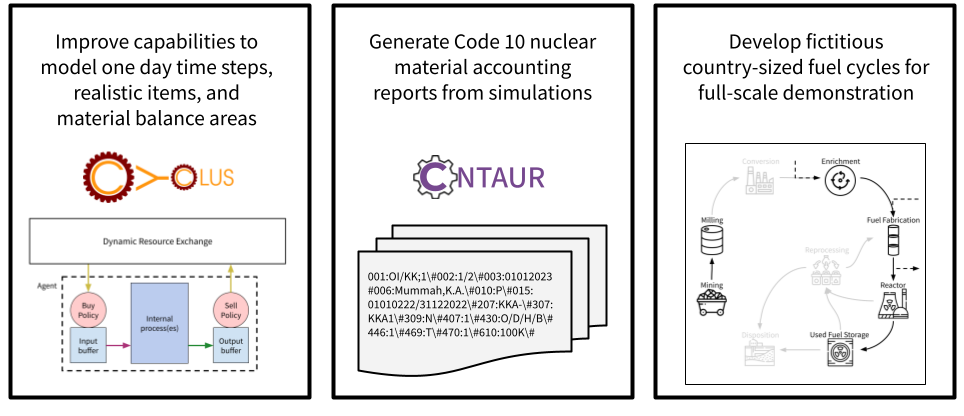 Improve capabilities to
model one day time steps,
realistic items, and
material balance areas
CYCLUS
Dynamic Resource Exchange
Agent
Buy
Policy
Internal
process(es)
Sell
Policy
Input
buffer
Output
buffer
Generate Code 10 nuclear
material accounting
reports from simulations
CNTAUR
001:OI/KK;1\#002:1/2\#003:01012023
#006:Mummah,K.A.\#010:P\#015:
01010222/31122022\#207:KKA-\#307:
KKA1\#309:N\#407:1\#430:O/D/H/B\#
446:1\#469:T\#470:1\#610:100K\#
Develop fictitious
country-sized fuel cycles for
full-scale demonstration
Conversion
Enrichment
Milling
Fuel Fabrication
Reprocessing
Mining
Reactor
Disposition
Used Fuel Storage